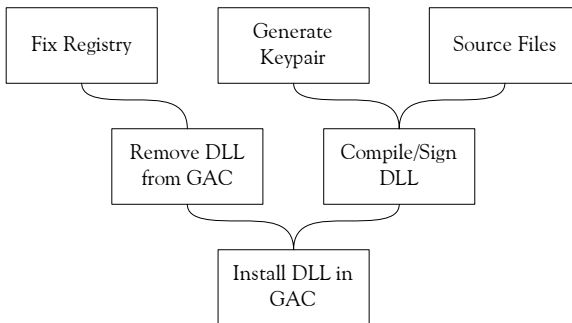 Fix Registry
Generate
Keypair
Source Files
Remove DLL
from GAC
Compile/Sign
DLL
Install DLL in
GAC